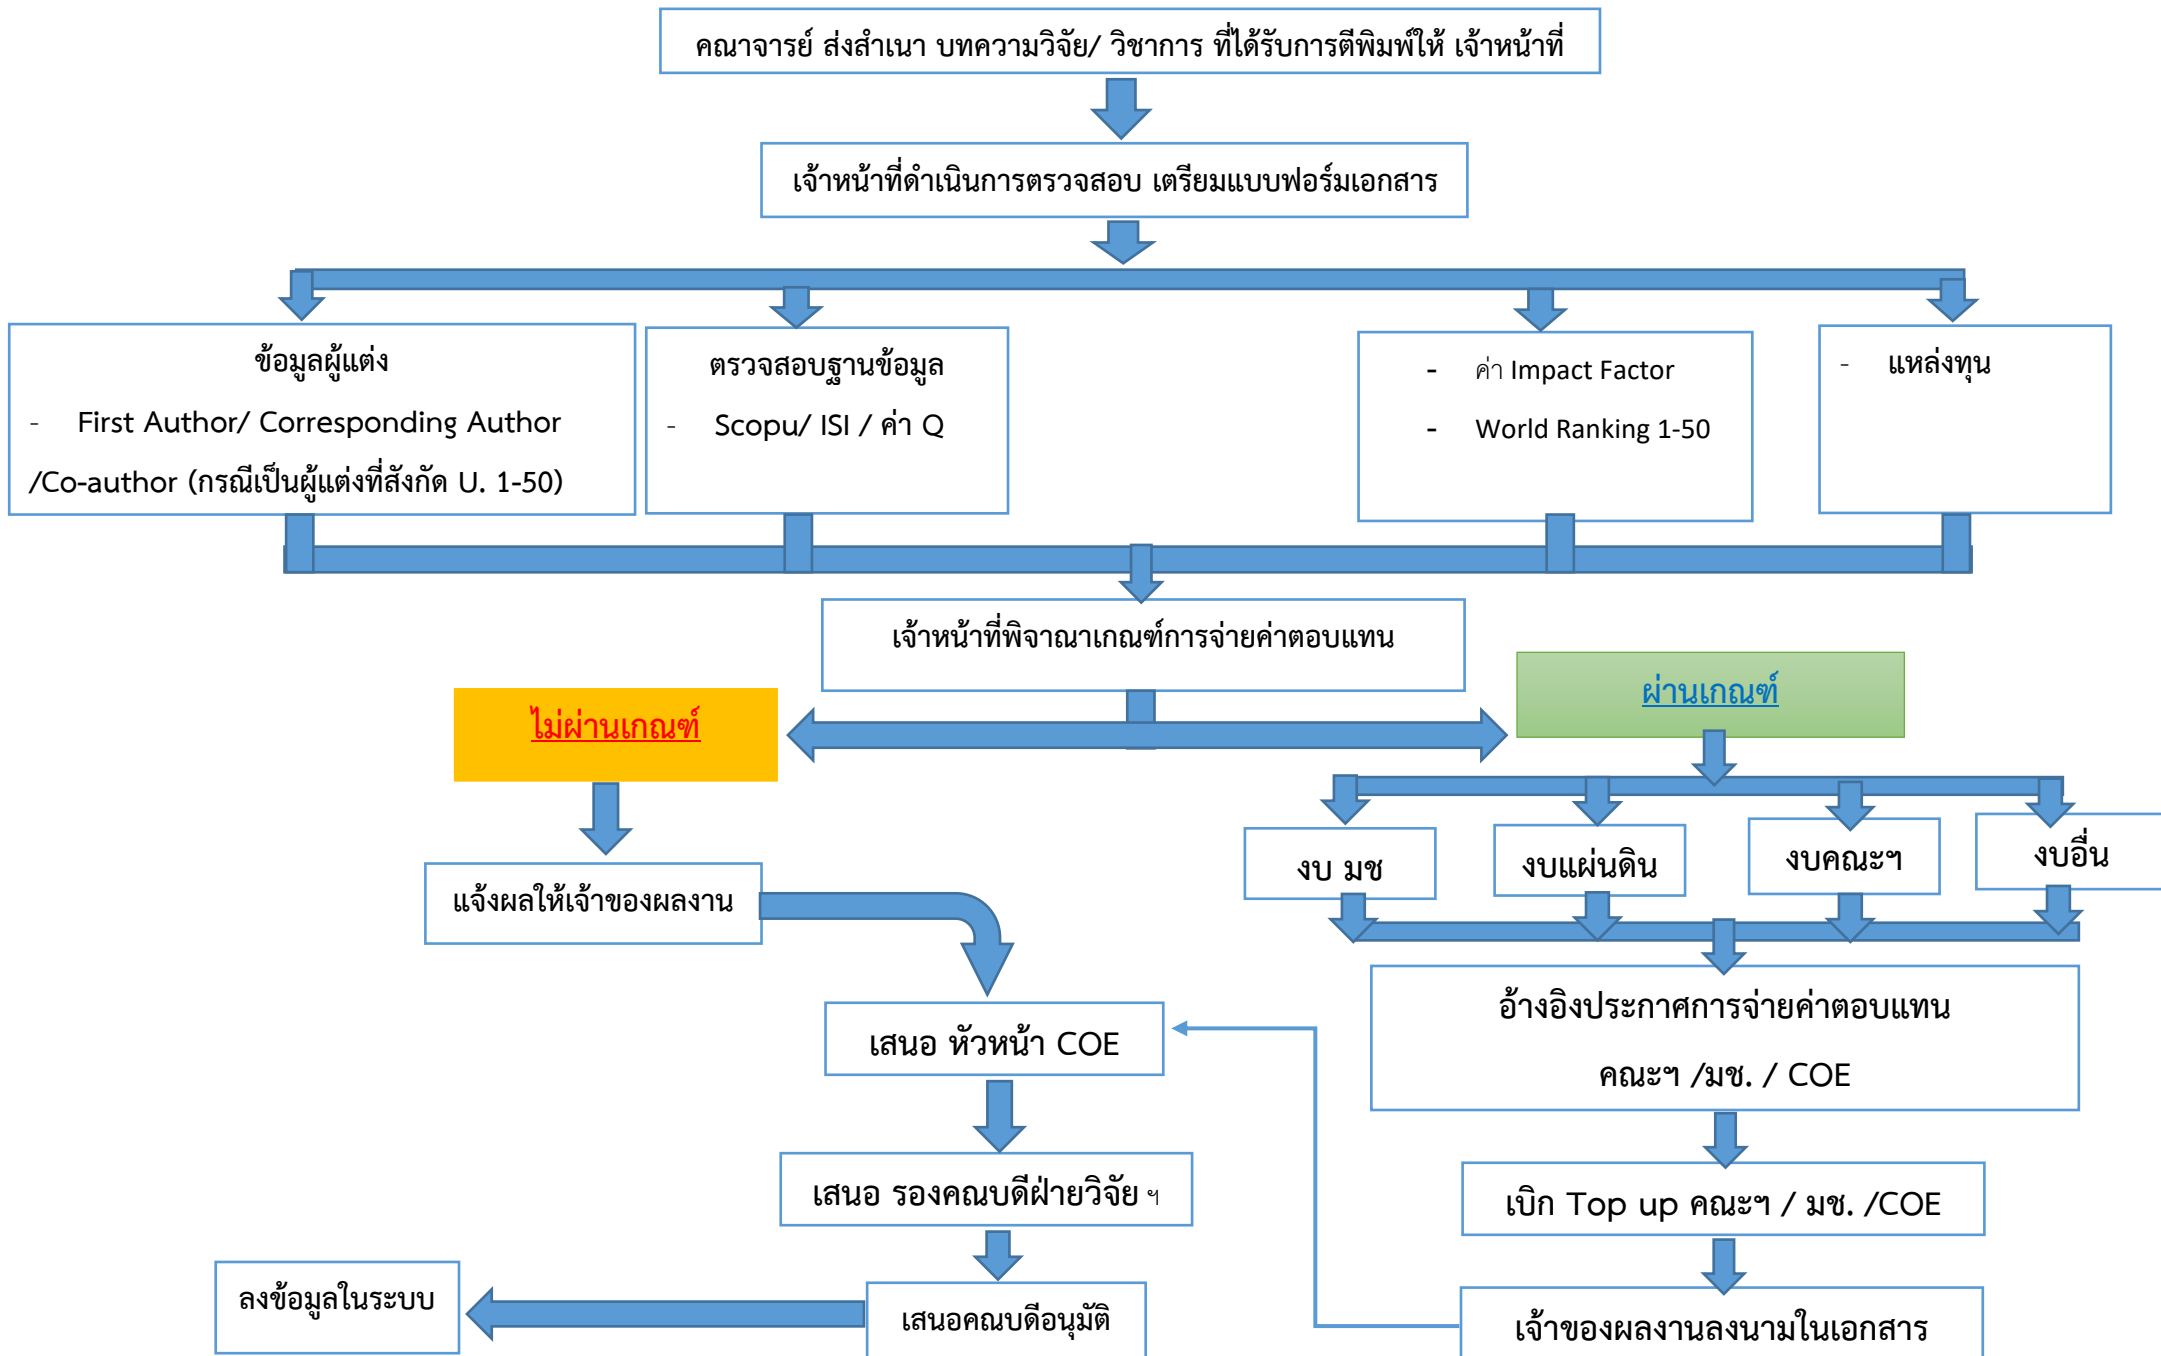 คณาจารย์ ส่งสำเนา บทความวิจัย/ วิชาการ ที่ได้รับการตีพิมพ์ให้ เจ้าหน้าที่
เจ้าหน้าที่ดำเนินการตรวจสอบ เตรียมแบบฟอร์มเอกสาร
ข้อมูลผู้แต่ง
- First Author/ Corresponding Author
/Co-author (กรณีเป็นผู้แต่งที่สังกัด U. 1-50)
ตรวจสอบฐานข้อมูล
- Scopu/ ISI / ค่า Q
- ค่า Impact Factor
- World Ranking 1-50
- แหล่งทุน
เจ้าหน้าที่พิจาณาเกณฑ์การจ่ายค่าตอบแทน
ไม่ผ่านเกณฑ์
ผ่านเกณฑ์
งบ มช
งบแผ่นดิน
งบคณะฯ
งบอื่น
แจ้งผลให้เจ้าของผลงาน
อ้างอิงประกาศการจ่ายค่าตอบแทน
คณะฯ /มช. / COE
เสนอ หัวหน้า COE
เสนอ รองคณบดีฝ่ายวิจัย ฯ
เบิก Top up คณะฯ / มช. /COE
ลงข้อมูลในระบบ
เสนอคณบดีอนุมัติ
เจ้าของผลงานลงนามในเอกสาร